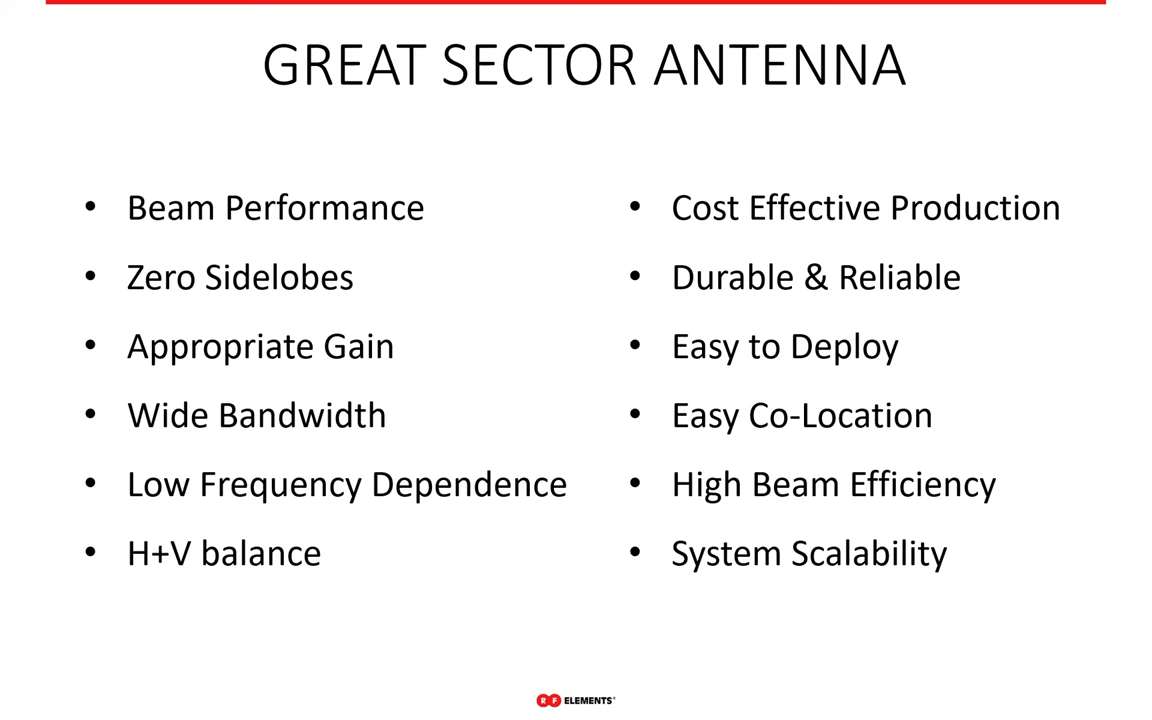 GREAT SECTOR ANTENNA
• Beam Performance
• Zero Sidelobes
• Appropriate Gain
• Wide Bandwidth
• Low Frequency Dependence
• H+V balance
• Cost Effective Production
• Durable & Reliable
• Easy to Deploy
• Easy Co-Location
• High Beam Efficiency
• System Scalability
RF ELEMENTS